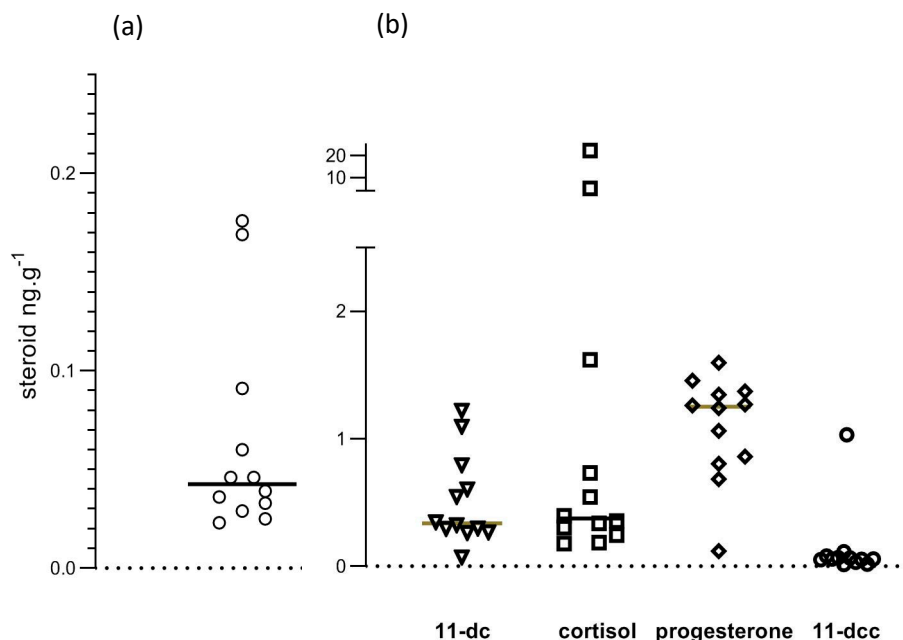 (a)
(b)
steroid ng.g⁻¹
0.2
0.1
0.0
20
10
2
1
0
11-dc cortisol progesterone 11-dcc